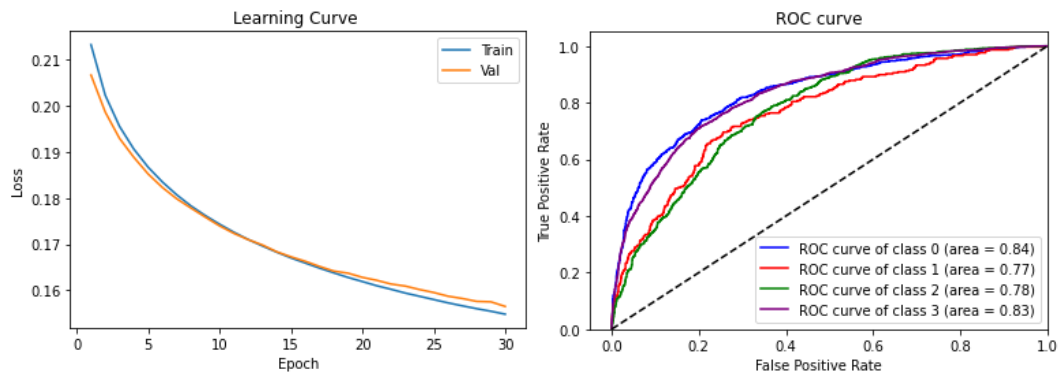 Learning Curve
0.21
0.20
0.19
0.18
0.17
0.16
Loss
Train
Val
0
5
10
15
20
25
30
Epoch
ROC curve
1.0
0.8
0.6
0.4
0.2
0.0
True Positive Rate
ROC curve of class 0 (area = 0.84)
ROC curve of class 1 (area = 0.77)
ROC curve of class 2 (area = 0.78)
ROC curve of class 3 (area = 0.83)
0.0
0.2
0.4
0.6
0.8
1.0
False Positive Rate